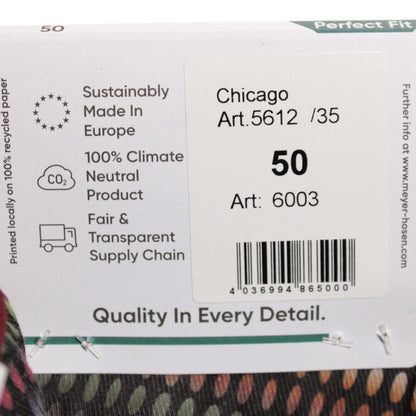 50
Perfect Fit
Sustainably
Made In
Europe
100% Climate
Neutral
Product
CO₂
Fair &
Transparent
Supply Chain
Printed locally on 100% recycled paper
Chicago
Art.5612 /35
50
Art: 6003
4 036994 865000
Further info at www.meyer-hosen.com
Quality In Every Detail.